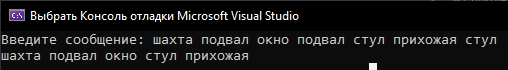 Выбрать Консоль отладки Microsoft Visual Studio
Введите сообщение: шахта подвал окно подвал стул прихожая стул
шахта подвал окно стул прихожая